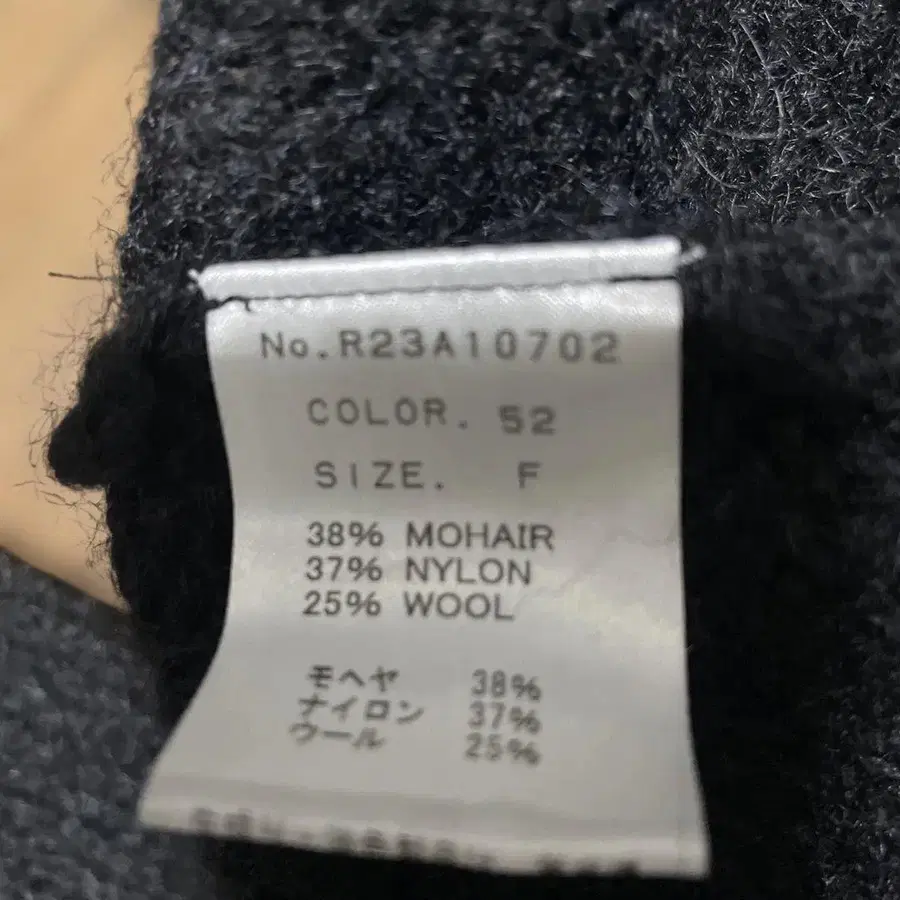 No.R23A10702
COLOR. 52
SIZE. F
38% MOHAIR
37% NYLON
25% WOOL
モヘヤ 38%
ナイロン 37%
ウール 25%